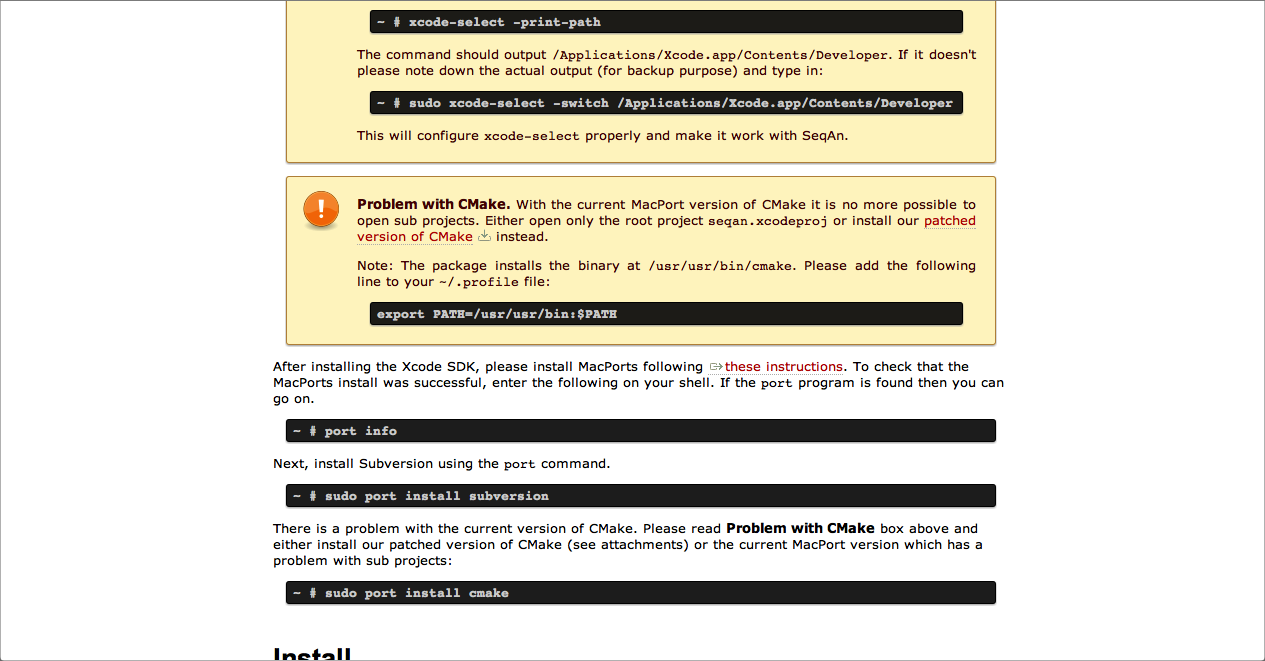 ~ # xcode-select -print-path
The command should output /Applications/Xcode.app/Contents/Developer. If it doesn't
please note down the actual output (for backup purpose) and type in:
~ # sudo xcode-select -switch /Applications/Xcode.app/Contents/Developer
This will configure xcode-select properly and make it work with SeqAn.
Problem with CMake. With the current MacPort version of CMake it is no more possible to
open sub projects. Either open only the root project seqan.xcodeproj or install our patched
version of CMake instead.
Note: The package installs the binary at /usr/usr/bin/cmake. Please add the following
line to your ~/.profile file:
export PATH=/usr/usr/bin:$PATH
After installing the Xcode SDK, please install MacPorts following these instructions. To check that the
MacPorts install was successful, enter the following on your shell. If the port program is found then you can
go on.
~ # port info
Next, install Subversion using the port command.
~ # sudo port install subversion
There is a problem with the current version of CMake. Please read Problem with CMake box above and
either install our patched version of CMake (see attachments) or the current MacPort version which has a
problem with sub projects:
~ # sudo port install cmake
Install